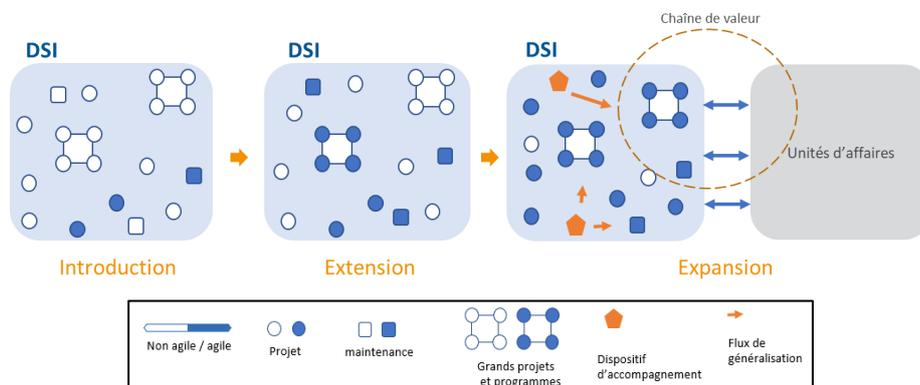 Chaîne de valeur
DSI
DSI
DSI
Unités d’affaires
Introduction
Extension
Expansion
Non agile / agile
Projet
maintenance
Grands projets
et programmes
Dispositif
d’accompagnement
Flux de
généralisation